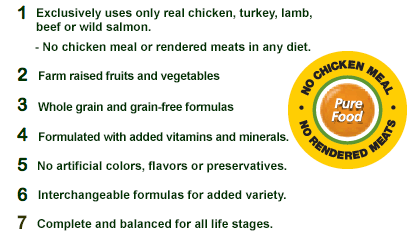 1 Exclusively uses only real chicken, turkey, lamb,
beef or wild salmon.
- No chicken meal or rendered meats in any diet.
2 Farm raised fruits and vegetables
3 Whole grain and grain-free formulas
4 Formulated with added vitamins and minerals.
5 No artificial colors, flavors or preservatives.
6 Interchangeable formulas for added variety.
7 Complete and balanced for all life stages.
• NO CHICKEN MEAL •
Pure
Food
NO RENDERED MEATS